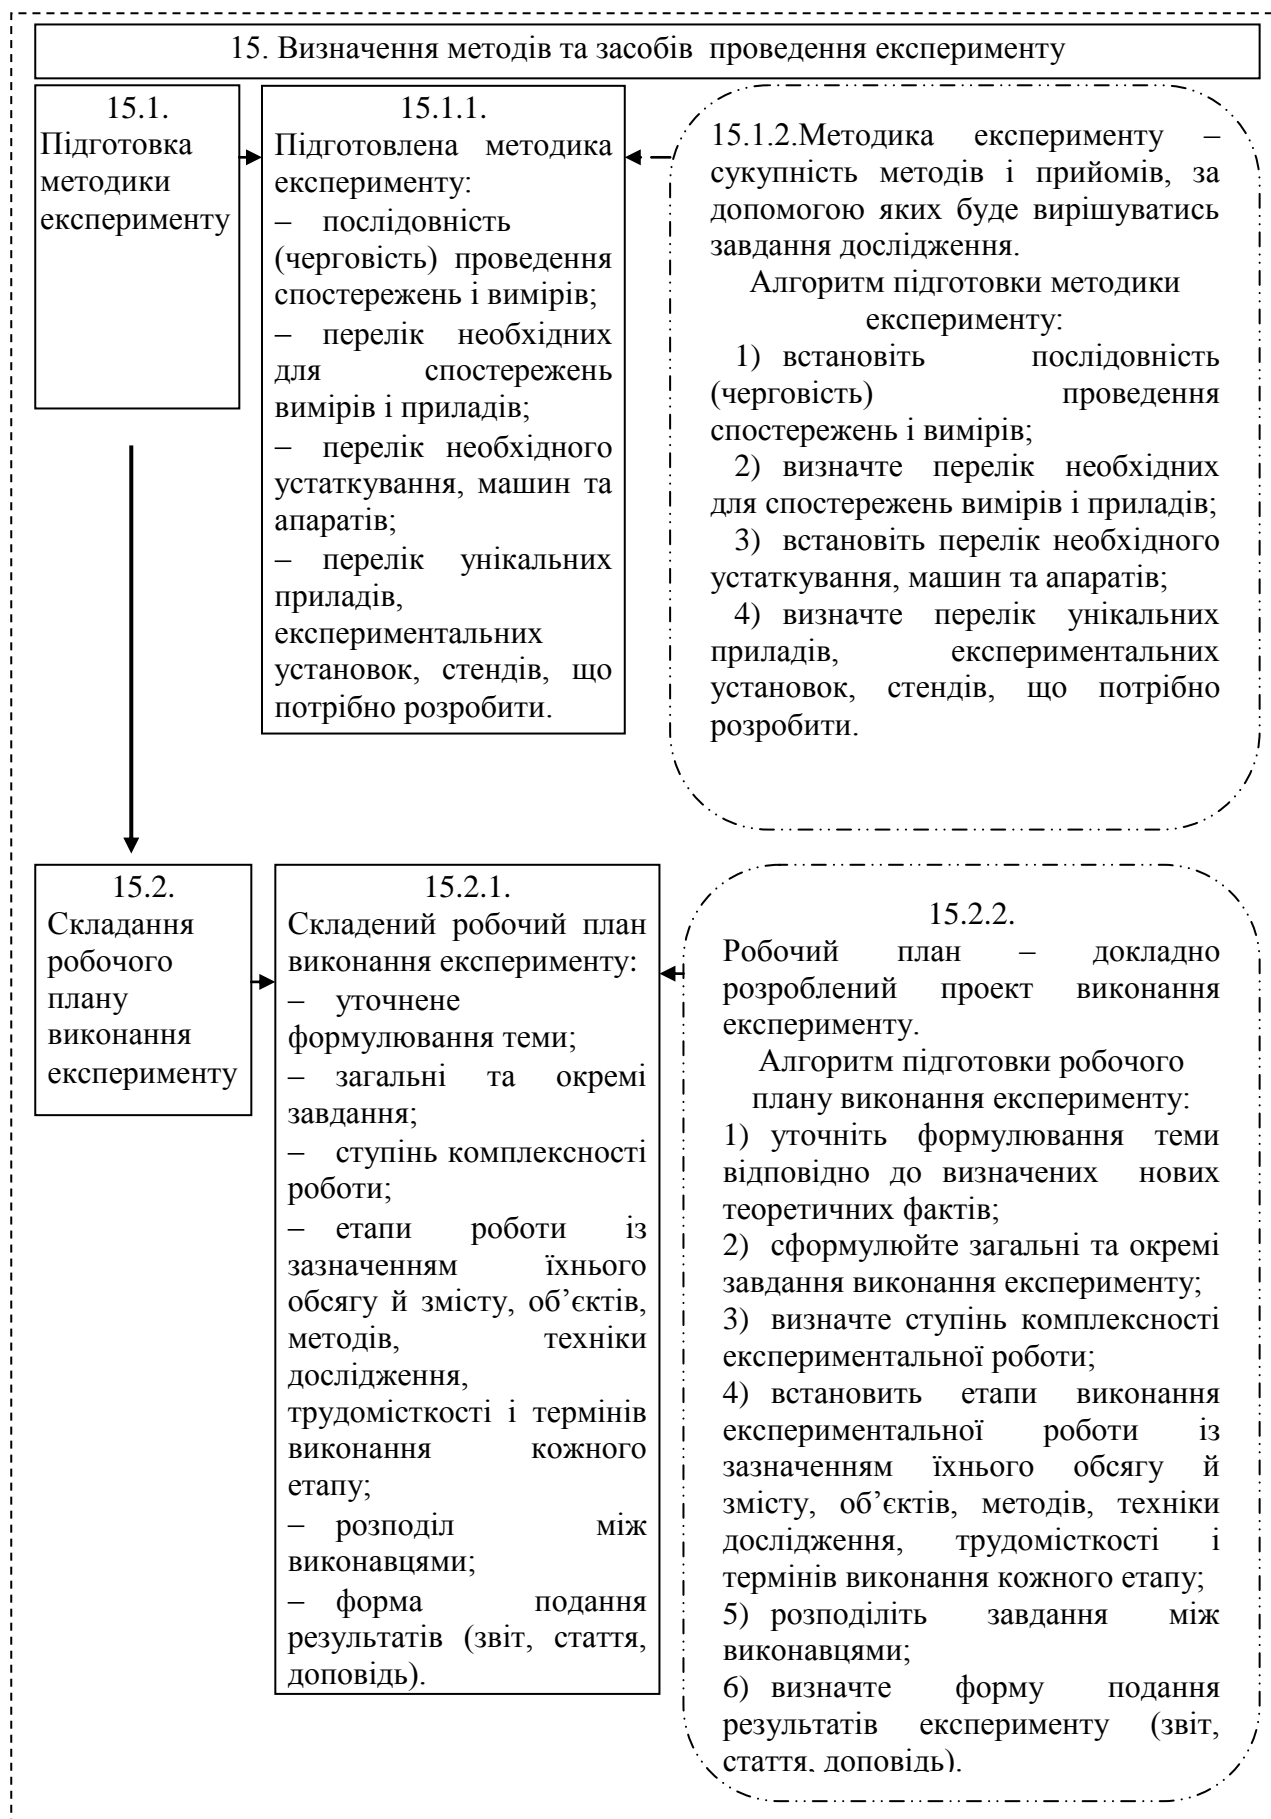 15. Визначення методів та засобів проведення експерименту
15.1.
Підготовка
методики
експерименту
15.1.1.
Підготовлена методика
експерименту:
– послідовність
(черговість) проведення
спостережень і вимірів;
– перелік необхідних
для спостережень
вимірів і приладів;
– перелік необхідного
устаткування, машин та
апаратів;
– перелік унікальних
приладів,
експериментальних
установок, стендів, що
потрібно розробити.
15.1.2.Методика експерименту –
сукупність методів і прийомів, за
допомогою яких буде вирішуватись
завдання дослідження.
Алгоритм підготовки методики
експерименту:
1) встановіть послідовність
(черговість) проведення
спостережень і вимірів;
2) визначте перелік необхідних
для спостережень вимірів і приладів;
3) встановіть перелік необхідного
устаткування, машин та апаратів;
4) визначте перелік унікальних
приладів, експериментальних
установок, стендів, що потрібно
розробити.
15.2.
Складання
робочого
плану
виконання
експерименту
15.2.1.
Складений робочий план
виконання експерименту:
– уточнене
формулювання теми;
– загальні та окремі
завдання;
– ступінь комплексності
роботи;
– етапи роботи із
зазначенням їхнього
обсягу й змісту, об’єктів,
методів, техніки
дослідження,
трудомісткості і термінів
виконання кожного
етапу;
– розподіл між
виконавцями;
– форма подання
результатів (звіт, стаття,
доповідь).
15.2.2.
Робочий план – докладно
розроблений проект виконання
експерименту.
Алгоритм підготовки робочого
плану виконання експерименту:
1) уточніть формулювання теми
відповідно до визначених нових
теоретичних фактів;
2) сформулюйте загальні та окремі
завдання виконання експерименту;
3) визначте ступінь комплексності
експериментальної роботи;
4) встановить етапи виконання
експериментальної роботи із
зазначенням їхнього обсягу й
змісту, об’єктів, методів, техніки
дослідження, трудомісткості і
термінів виконання кожного етапу;
5) розподіліть завдання між
виконавцями;
6) визначте форму подання
результатів експерименту (звіт,
стаття, доповідь).